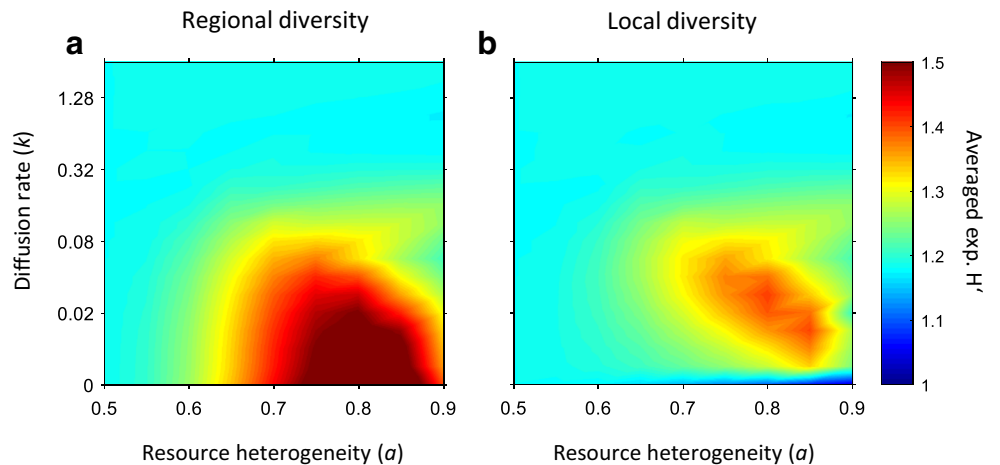 Regional diversity
Local diversity
a
b
1.28
0.32
0.08
0.02
0
Diffusion rate (k)
0.5
0.6
0.7
0.8
0.9
0.5
0.6
0.7
0.8
0.9
Resource heterogeneity (a)
Resource heterogeneity (a)
1.5
1.4
1.3
1.2
1.1
1
Averaged exp. H‘